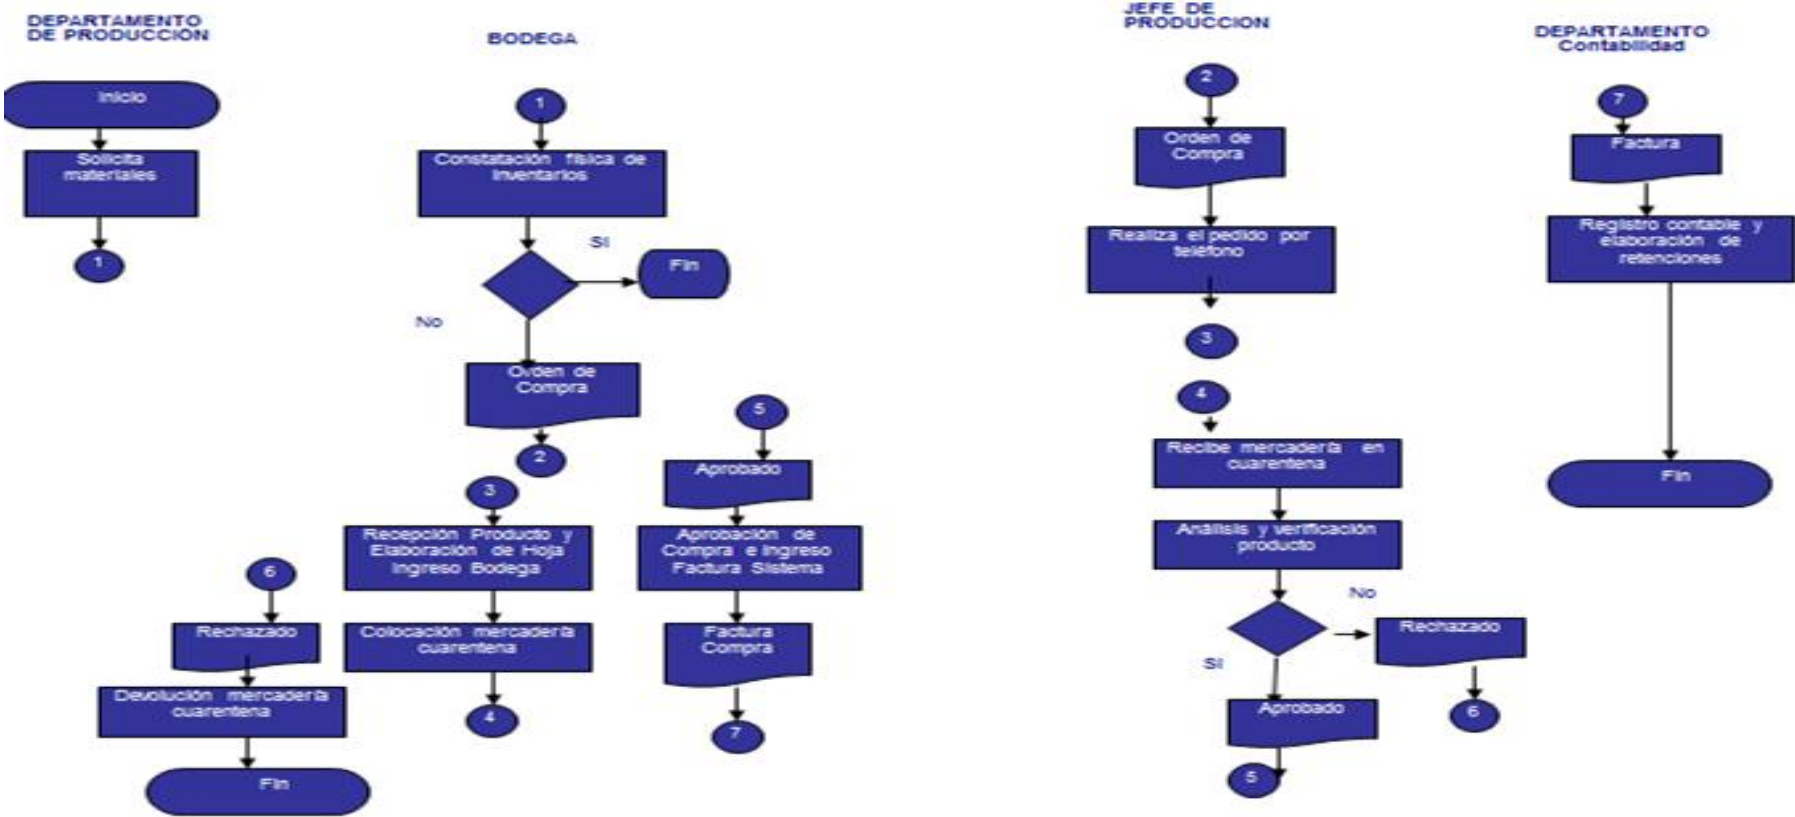 DEPARTAMENTO
DE PRODUCCIÓN
Inicio
Solicita
materiales
1
BODEGA
1
Constatación física de
Inventarios
SI
Fin
No
Orden de
Compra
2
3
Recepción Producto y
Elaboración de Hoja
Ingreso Bodega
Colocación mercadería
cuarentena
4
5
Aprobado
Aprobación de
Compra e Ingreso
Factura Sistema
Factura
Compra
7
6
Rechazado
Devolución mercadería
cuarentena
Fin
JEFE DE
PRODUCCION
2
Orden de
Compra
Realiza el pedido por
teléfono
3
4
Recibe mercadería en
cuarentena
Análisis y verificación
producto
No
Rechazado
6
SI
Aprobado
5
DEPARTAMENTO
Contabilidad
7
Factura
Registro contable y
elaboración de
retenciones
Fin